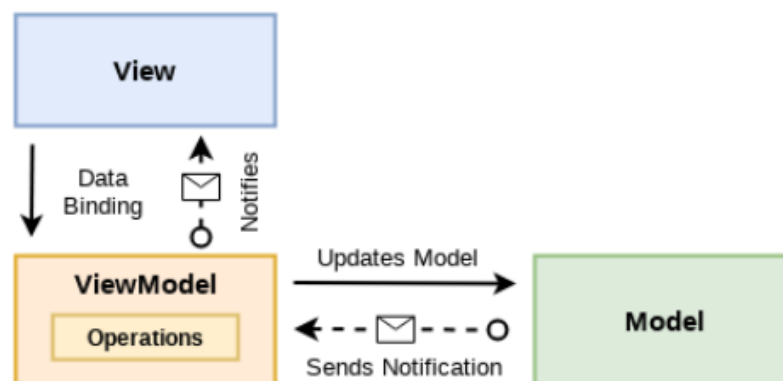 View
Data
Binding
Notifies
ViewModel
Operations
Updates Model
Sends Notification
Model